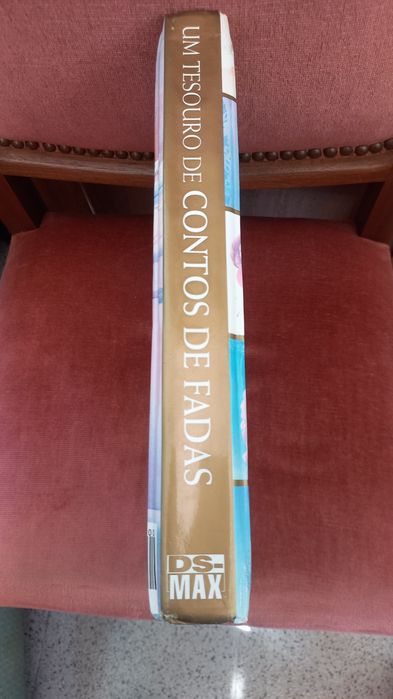 UM TESOURO DE CONTOS DE FADAS
DS-
MAX